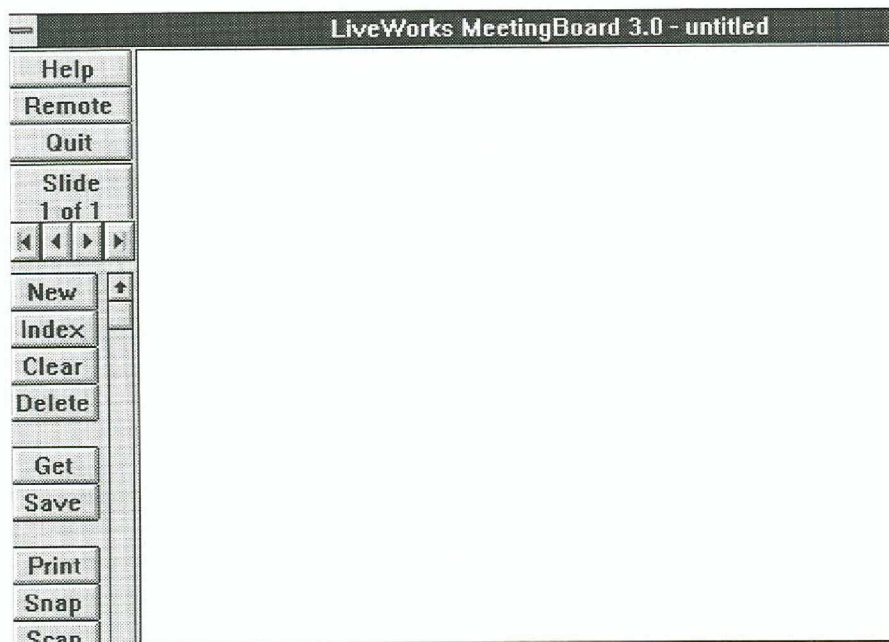 LiveWorks MeetingBoard 3.0 - untitled
Help
Remote
Quit
Slide
1 of 1
New
Index
Clear
Delete
Get
Save
Print
Snap
Scan